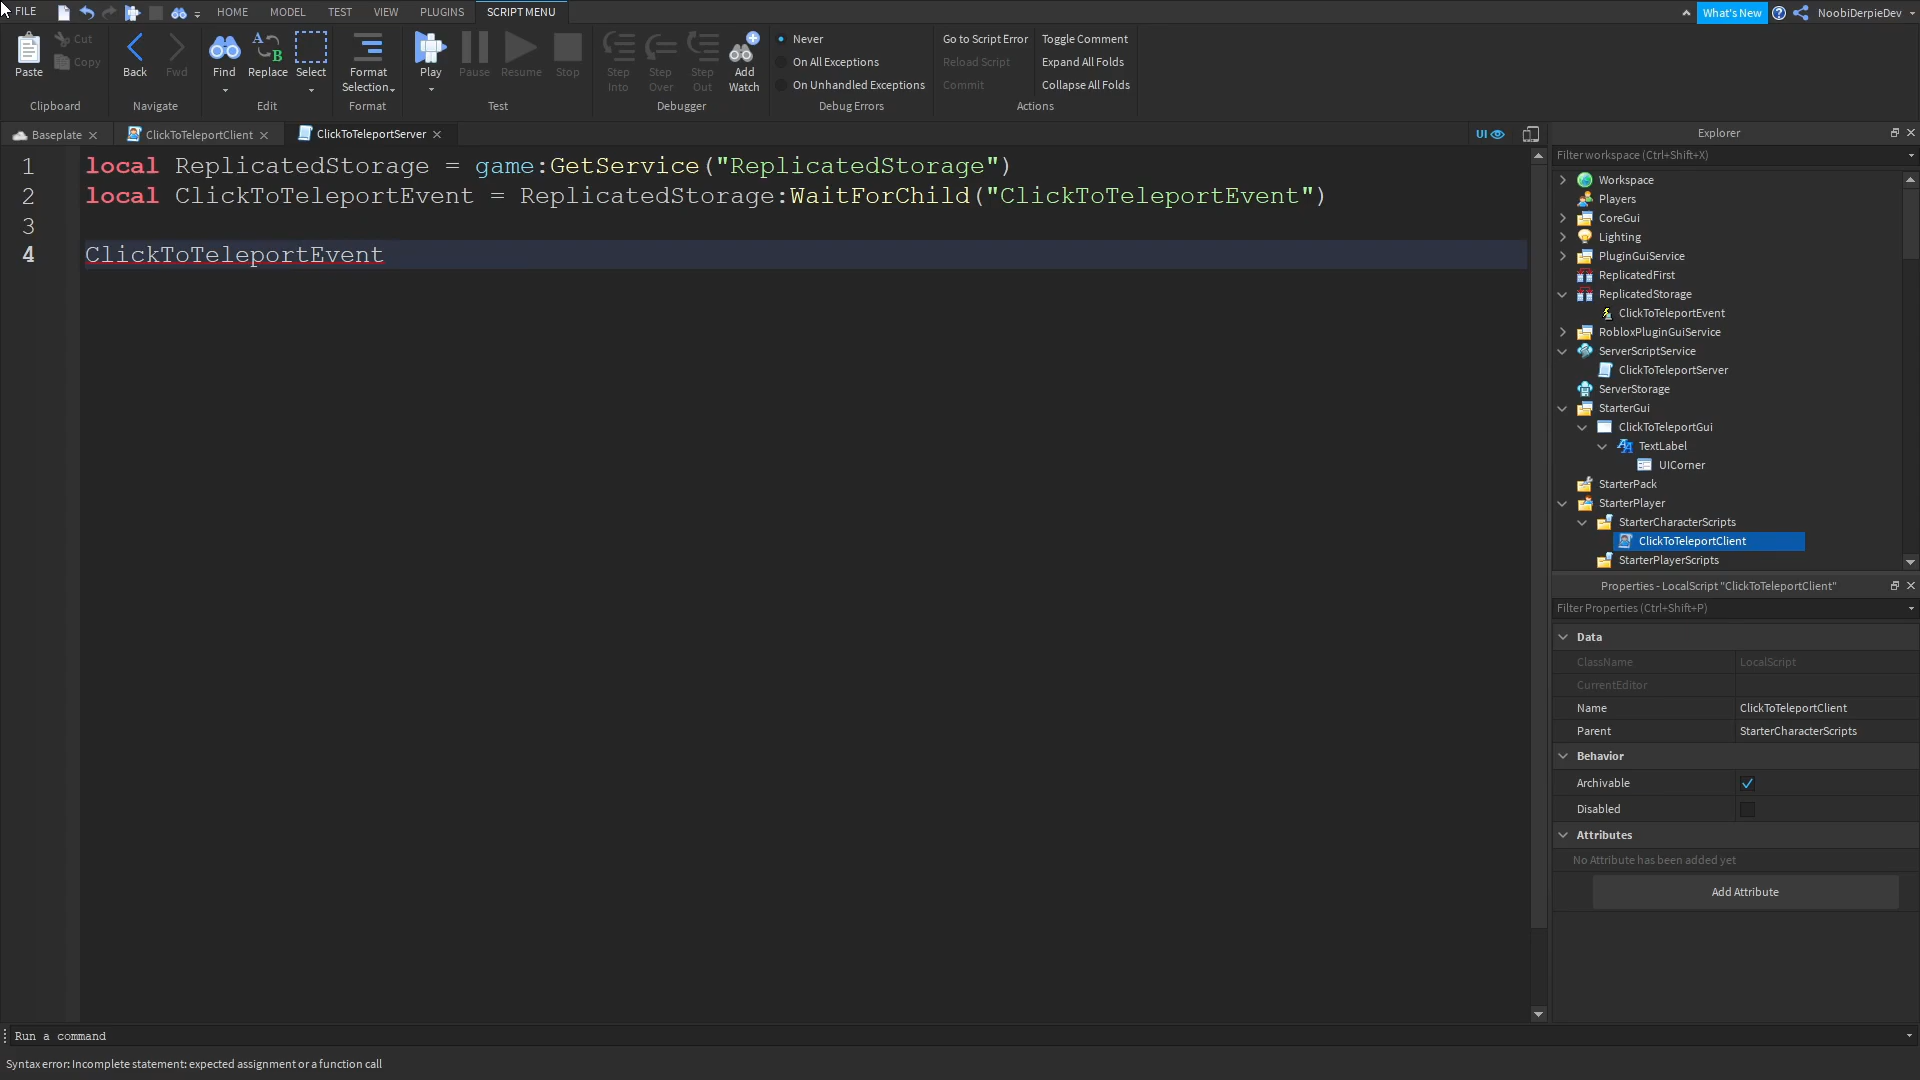 FILE HOME MODEL TEST VIEW PLUGINS SCRIPT MENU What's New NoobiDerpieDev
Paste Cut Copy
Clipboard
Back Fwd
Navigate
Find Replace Select
Edit
Format Selection
Format
Play Pause Resume Stop
Test
Step Into Step Over Step Out Add Watch
Debugger
Never
On All Exceptions
On Unhandled Exceptions
Debug Errors
Go to Script Error Toggle Comment
Reload Script Expand All Folds
Commit Collapse All Folds
Actions
Baseplate ClickToTeleportClient ClickToTeleportServer UI
1 local ReplicatedStorage = game:GetService("ReplicatedStorage")
2 local ClickToTeleportEvent = ReplicatedStorage:WaitForChild("ClickToTeleportEvent")
3
4 ClickToTeleportEvent
Explorer
Filter workspace (Ctrl+Shift+X)
Workspace
Players
CoreGui
Lighting
PluginGuiService
ReplicatedFirst
ReplicatedStorage
ClickToTeleportEvent
RobloxPluginGuiService
ServerScriptService
ClickToTeleportServer
ServerStorage
StarterGui
ClickToTeleportGui
TextLabel
UICorner
StarterPack
StarterPlayer
StarterCharacterScripts
ClickToTeleportClient
StarterPlayerScripts
Properties - LocalScript "ClickToTeleportClient"
Filter Properties (Ctrl+Shift+P)
Data
ClassName LocalScript
CurrentEditor
Name ClickToTeleportClient
Parent StarterCharacterScripts
Behavior
Archivable
Disabled
Attributes
No Attribute has been added yet
Add Attribute
Run a command
Syntax error: Incomplete statement: expected assignment or a function call